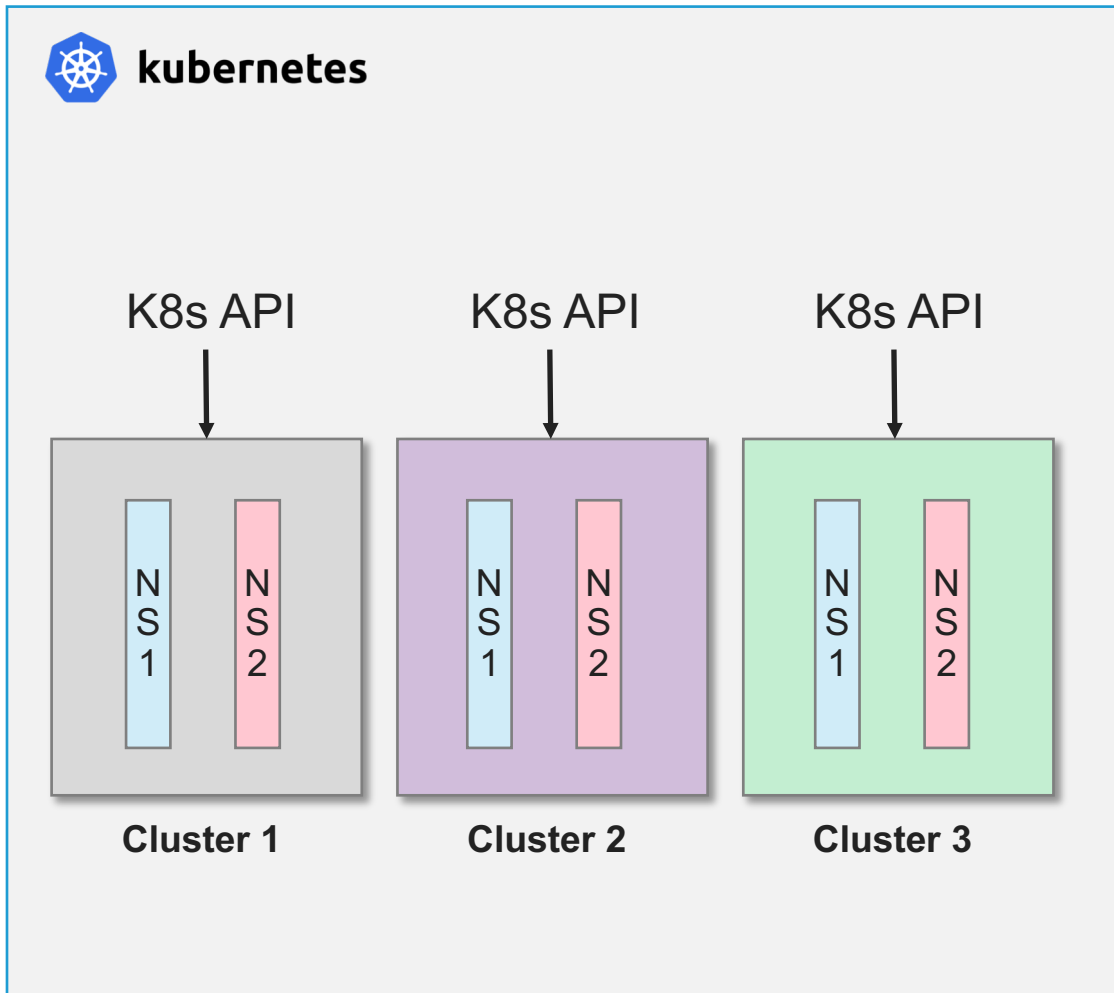 kubernetes
K8s API
K8s API
K8s API
N
S
1
N
S
2
N
S
1
N
S
2
N
S
1
N
S
2
Cluster 1
Cluster 2
Cluster 3